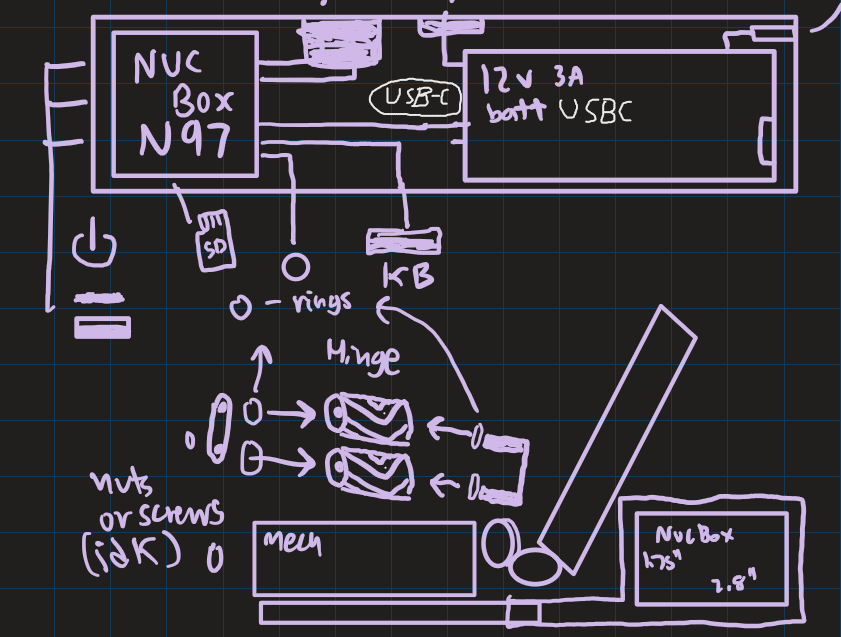 NUC
Box
N97
USB-C
12v 3A
batt USBC
SD
KB
O - rings
Hinge
nuts
or screws
(idk)
Mech
NucBox
1.75"
2.8"